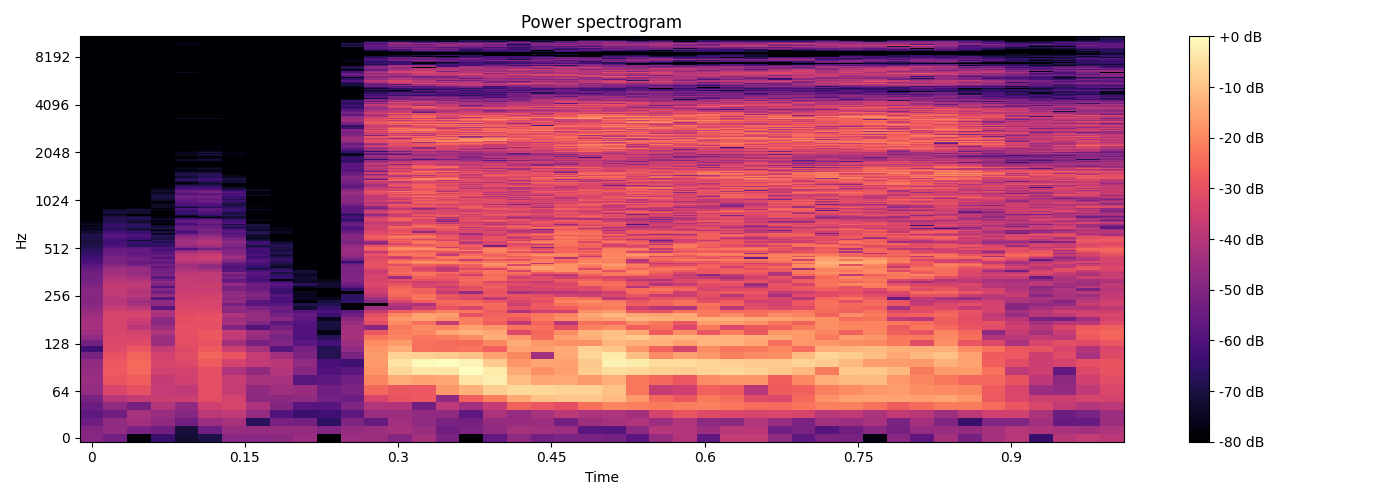 Power spectrogram
8192
4096
2048
1024
512
256
128
64
0
Hz
0 0.15 0.3 0.45 0.6 0.75 0.9
Time
+0 dB
-10 dB
-20 dB
-30 dB
-40 dB
-50 dB
-60 dB
-70 dB
-80 dB